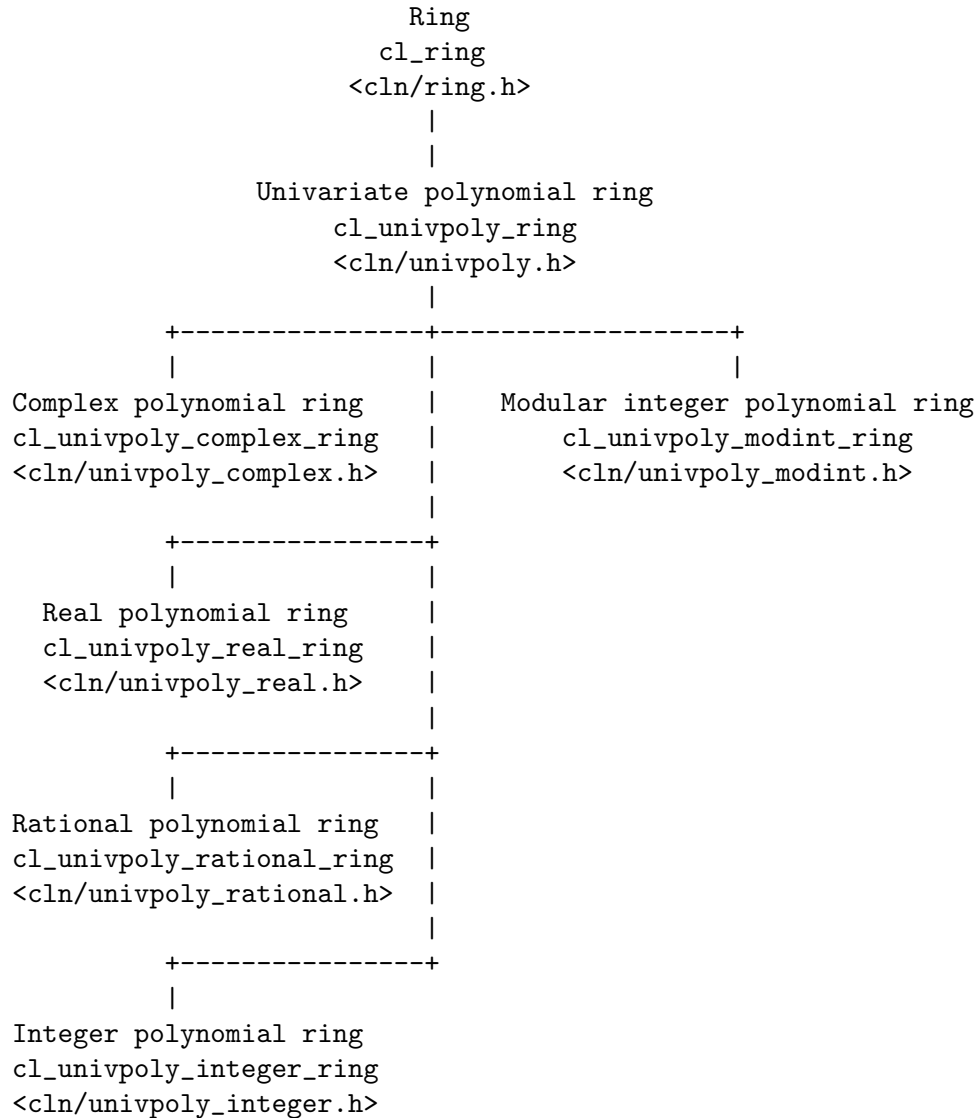 Ring
cl_ring
<cln/ring.h>
Univariate polynomial ring
cl_univpoly_ring
<cln/univpoly.h>
Complex polynomial ring Modular integer polynomial ring
cl_univpoly_complex_ring cl_univpoly_modint_ring
<cln/univpoly_complex.h> <cln/univpoly_modint.h>
Real polynomial ring
cl_univpoly_real_ring
<cln/univpoly_real.h>
Rational polynomial ring
cl_univpoly_rational_ring
<cln/univpoly_rational.h>
Integer polynomial ring
cl_univpoly_integer_ring
<cln/univpoly_integer.h>